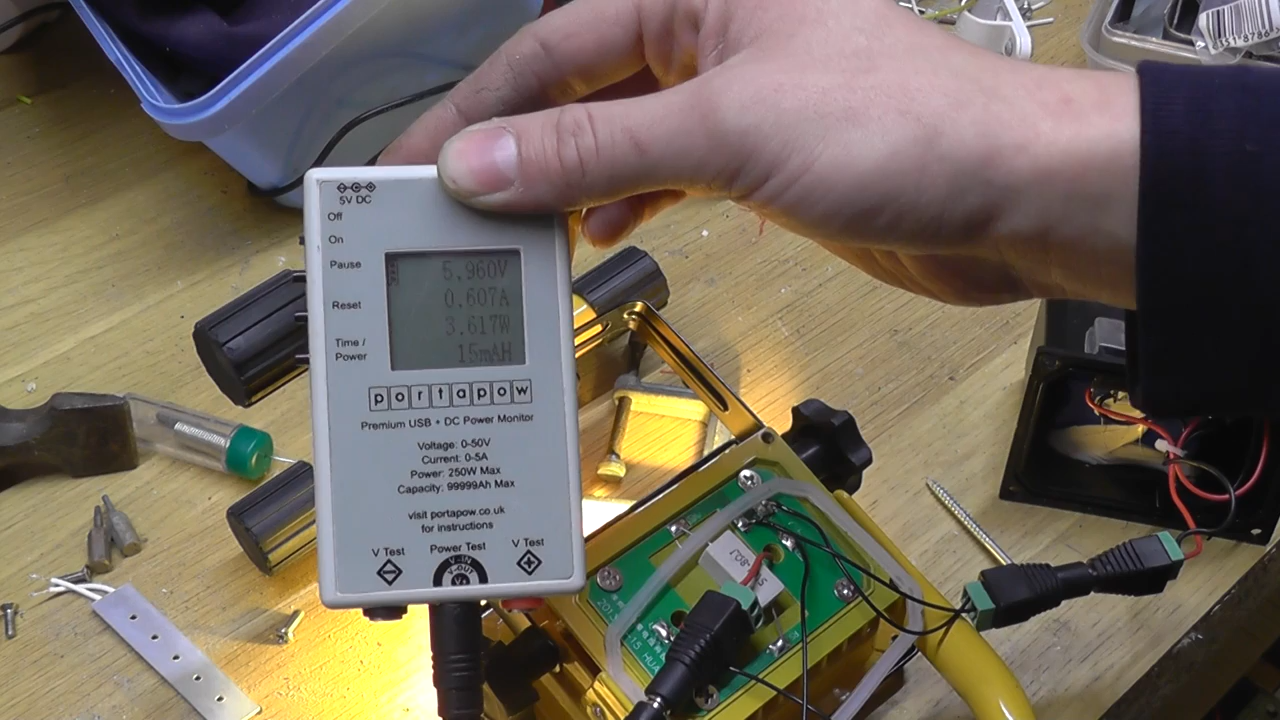 5V DC
Off
On
Pause
Reset
Time /
Power
5.960V
0.607A
3.617W
15mAH
portapow
Premium USB + DC Power Monitor
Voltage: 0-50V
Current: 0-5A
Power: 250W Max
Capacity: 99999Ah Max
visit portapow.co.uk
for instructions
V Test
Power Test
V Test
V-IN
V-OUT